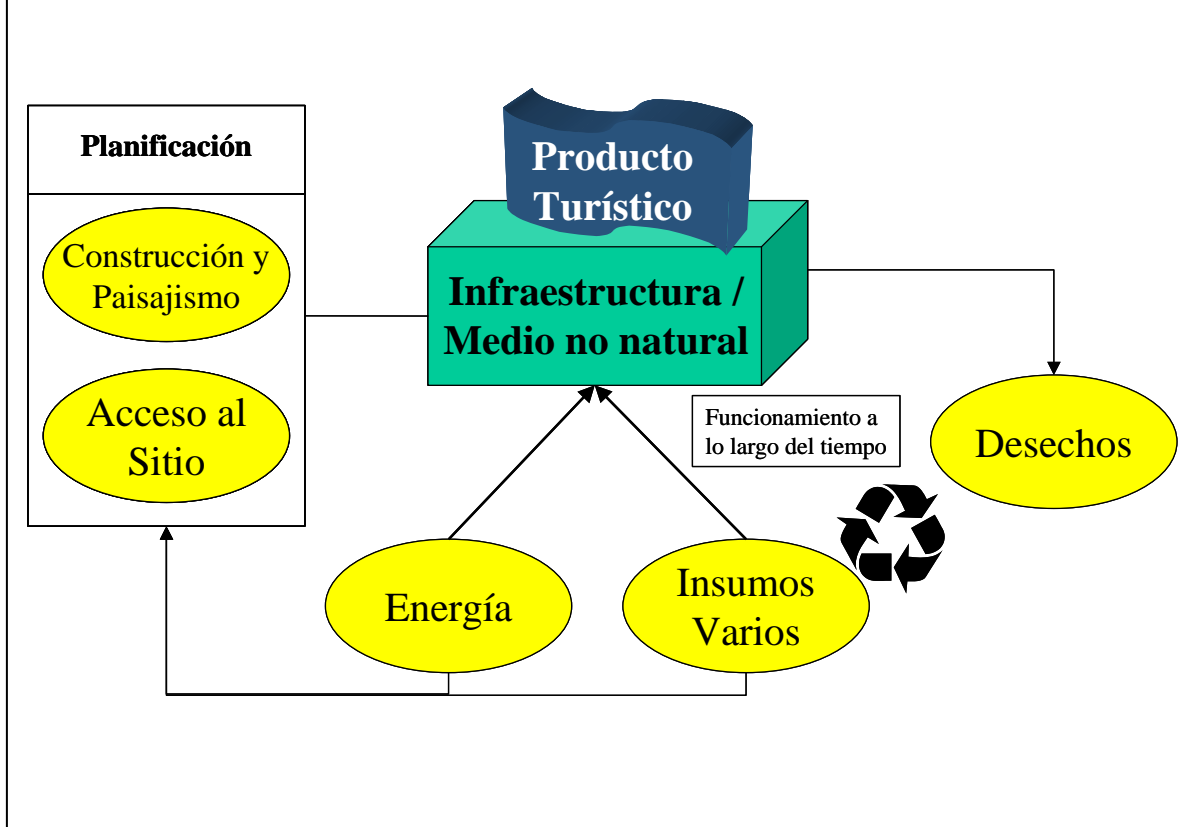 Planificación
Construcción y
Paisajismo
Acceso al
Sitio
Producto
Turístico
Infraestructura /
Medio no natural
Funcionamiento a
lo largo del tiempo
Desechos
Energía
Insumos
Varios